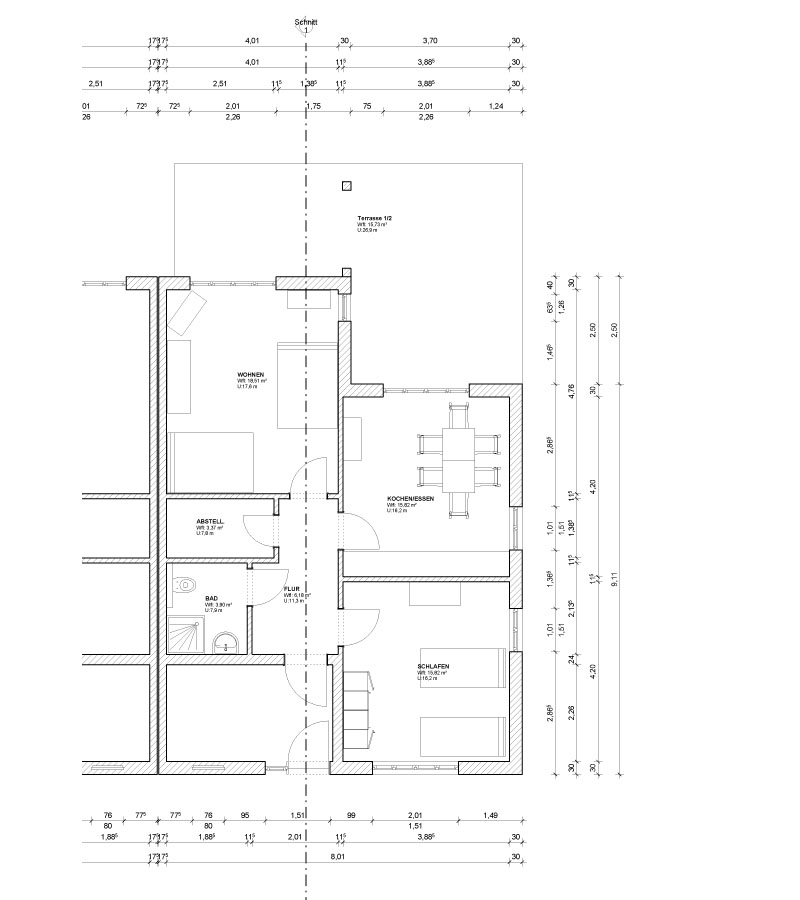 Schnitt
1
17⁵ 17⁵ 4,01 30 3,70 30
17⁵ 17⁵ 4,01 11⁵ 3,88⁵ 30
2,51 17⁵ 17⁵ 2,51 11⁵ 1,38⁵ 11⁵ 3,88⁵ 30
01 72⁵ 72⁵ 2,01 1,75 75 2,01 1,24
26 2,26 2,26
Terrasse 1/2
Wfl: 15,73 m²
U:26,9 m
WOHNEN
Wfl: 18,51 m²
U:17,6 m
KOCHEN/ESSEN
Wfl: 15,82 m²
U:16,2 m
ABSTELL.
Wfl: 3,37 m²
U:7,8 m
FLUR
Wfl: 6,18 m²
U:11,3 m
BAD
Wfl: 3,80 m²
U:7,9 m
SCHLAFEN
Wfl: 15,82 m²
U:16,2 m
40 63⁵ 1,46⁵ 2,86⁵ 1,01 1,36⁵ 1,01 2,86⁵
1,26 1,51 1,51
30 4,76 11⁵ 1,38⁵ 11⁵ 2,13⁵ 24 2,26 30
2,50 30 4,20 11⁵ 4,20 30
2,50 9,11
76 77⁵ 77⁵ 76 95 1,51 99 2,01 1,49
80 80 1,51
1,88⁵ 17⁵ 17⁵ 1,88⁵ 11⁵ 2,01 11⁵ 3,88⁵ 30
17⁵ 17⁵ 8,01 30